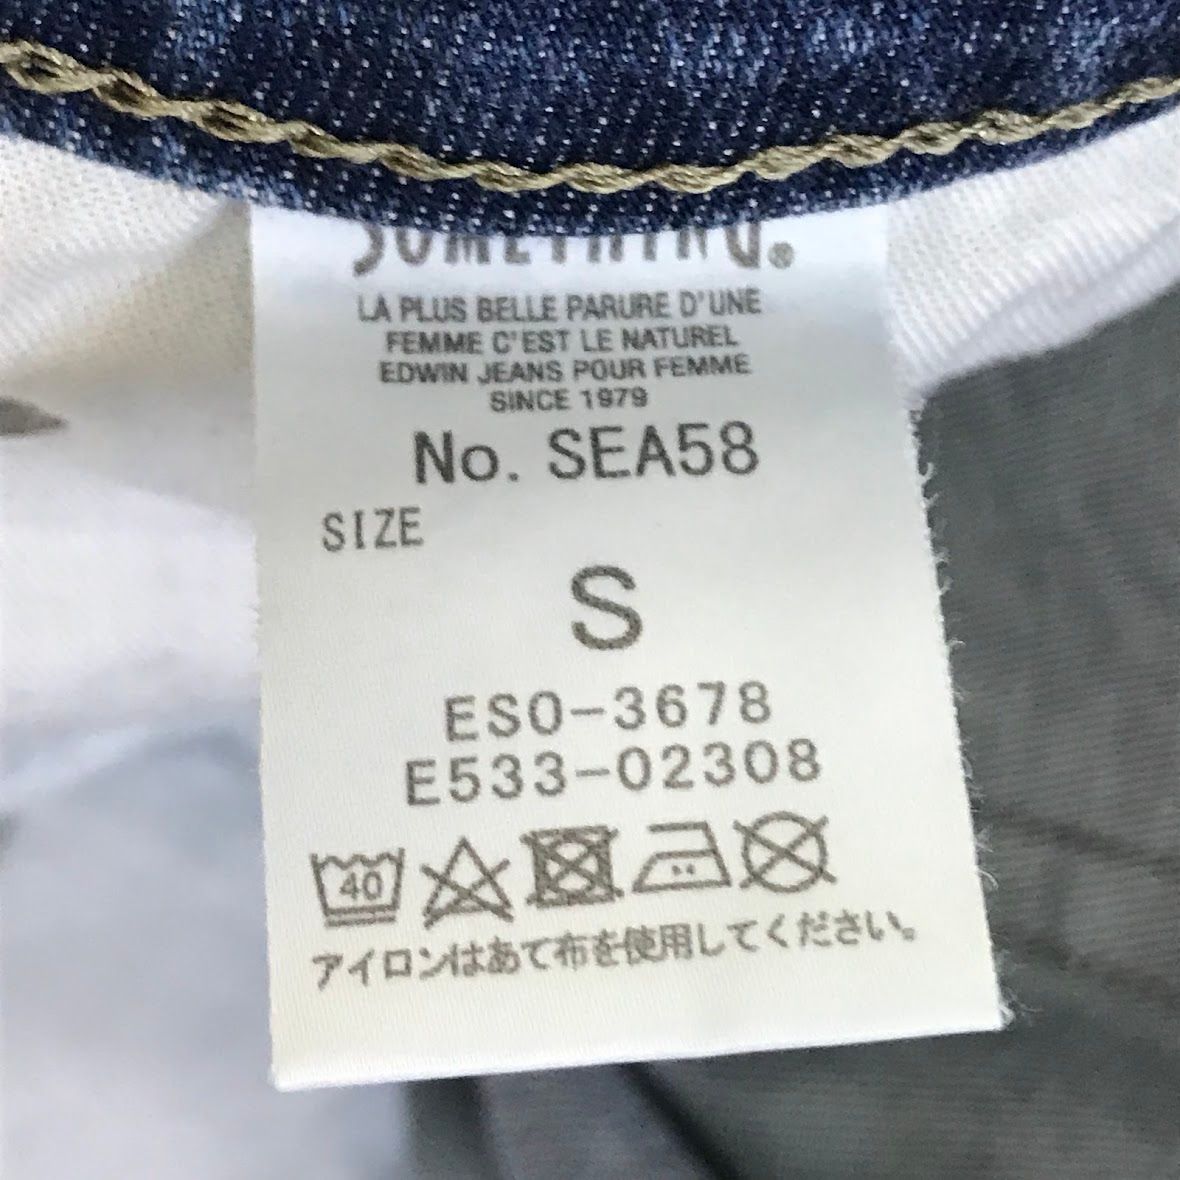 SOMETHING®
LA PLUS BELLE PARURE D'UNE
FEMME C'EST LE NATUREL
EDWIN JEANS POUR FEMME
SINCE 1979
No. SEA58
SIZE
S
ESO-3678
E533-02308
40
アイロンはあて布を使用してください。